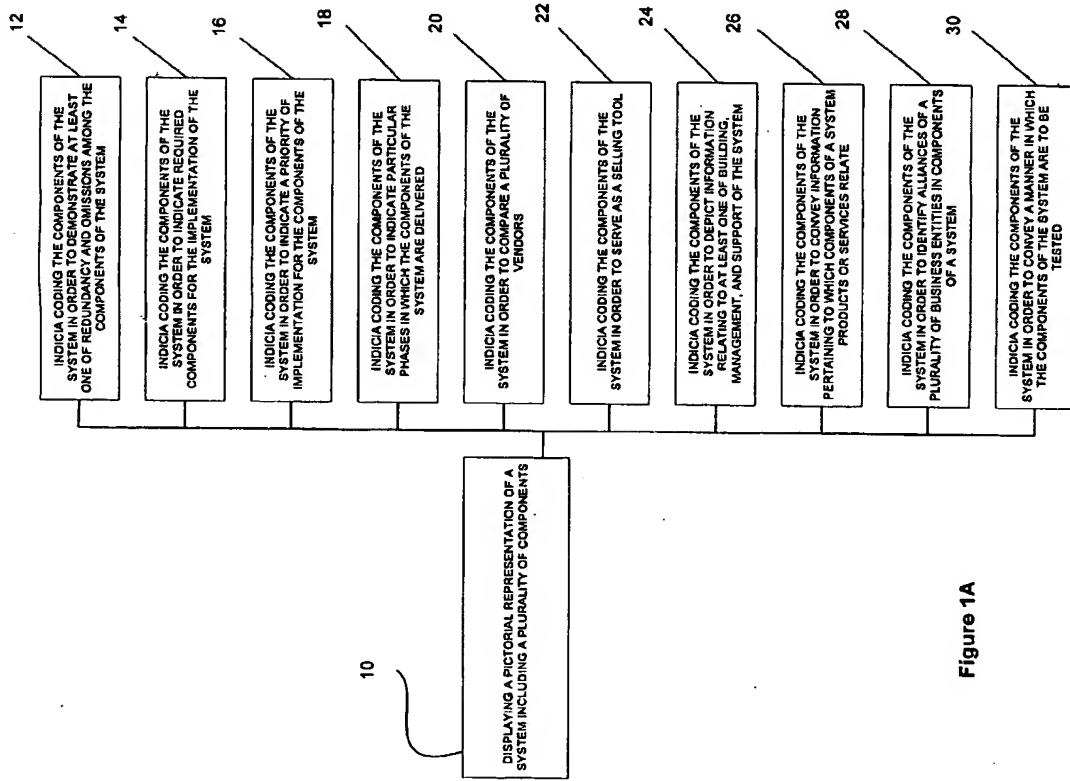 10
DISPLAYING A PICTORIAL REPRESENTATION OF A
SYSTEM INCLUDING A PLURALITY OF COMPONENTS
INDICIA CODING THE COMPONENTS OF THE
SYSTEM IN ORDER TO DEMONSTRATE AT LEAST
ONE OF REDUNDANCY AND OMISSIONS AMONG THE
COMPONENTS OF THE SYSTEM
12
INDICIA CODING THE COMPONENTS OF THE
SYSTEM IN ORDER TO INDICATE REQUIRED
COMPONENTS FOR THE IMPLEMENTATION OF THE
SYSTEM
14
INDICIA CODING THE COMPONENTS OF THE
SYSTEM IN ORDER TO INDICATE A PRIORITY OF
IMPLEMENTATION FOR THE COMPONENTS OF THE
SYSTEM
16
INDICIA CODING THE COMPONENTS OF THE
SYSTEM IN ORDER TO INDICATE PARTICULAR
PHASES IN WHICH THE COMPONENTS OF THE
SYSTEM ARE DELIVERED
18
INDICIA CODING THE COMPONENTS OF THE
SYSTEM IN ORDER TO COMPARE A PLURALITY OF
VENDORS
20
INDICIA CODING THE COMPONENTS OF THE
SYSTEM IN ORDER TO SERVE AS A SELLING TOOL
22
INDICIA CODING THE COMPONENTS OF THE
SYSTEM IN ORDER TO DEPICT INFORMATION
RELATING TO AT LEAST ONE OF BUILDING,
MANAGEMENT, AND SUPPORT OF THE SYSTEM
24
INDICIA CODING THE COMPONENTS OF THE
SYSTEM IN ORDER TO CONVEY INFORMATION
PERTAINING TO WHICH COMPONENTS OF A SYSTEM
PRODUCTS OR SERVICES RELATE
26
INDICIA CODING THE COMPONENTS OF THE
SYSTEM IN ORDER TO IDENTIFY ALLIANCES OF A
PLURALITY OF BUSINESS ENTITIES IN COMPONENTS
OF A SYSTEM
28
INDICIA CODING THE COMPONENTS OF THE
SYSTEM IN ORDER TO CONVEY A MANNER IN WHICH
THE COMPONENTS OF THE SYSTEM ARE TO BE
TESTED
30
Figure 1A